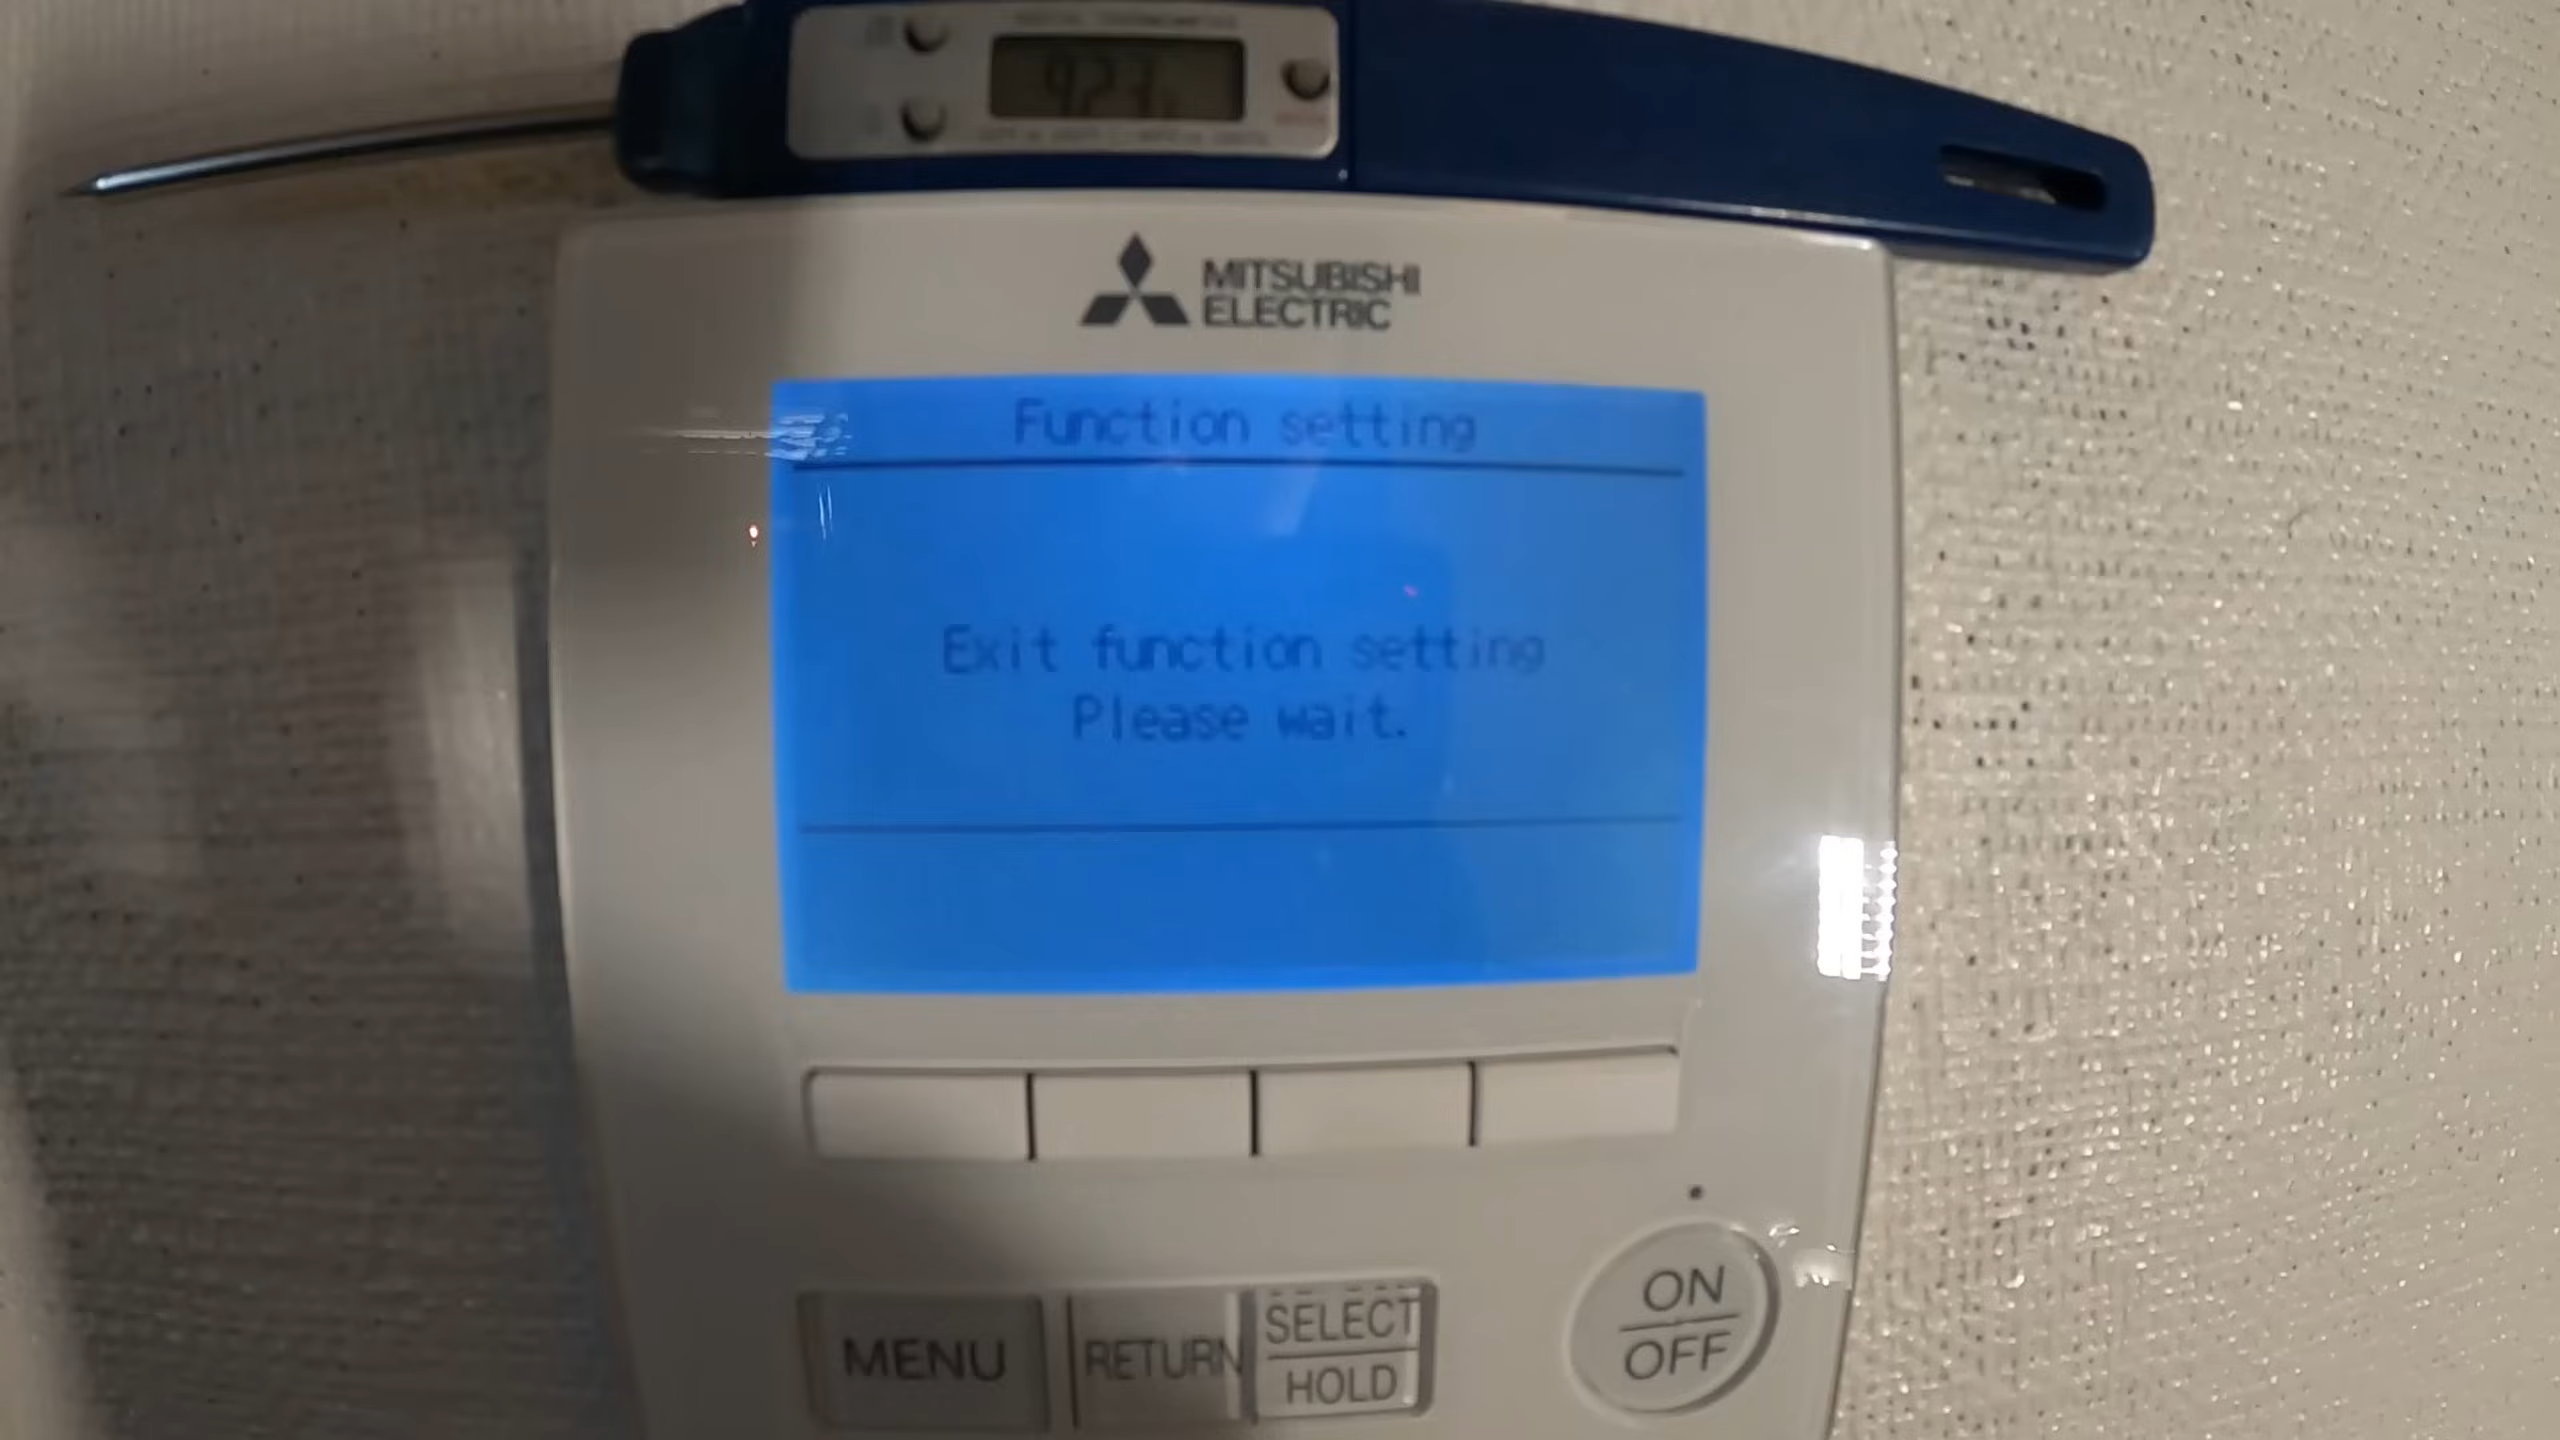 MITSUBISHI
ELECTRIC
Function setting
Exit function setting
Please wait.
MENU
RETURN
SELECT
HOLD
ON
OFF